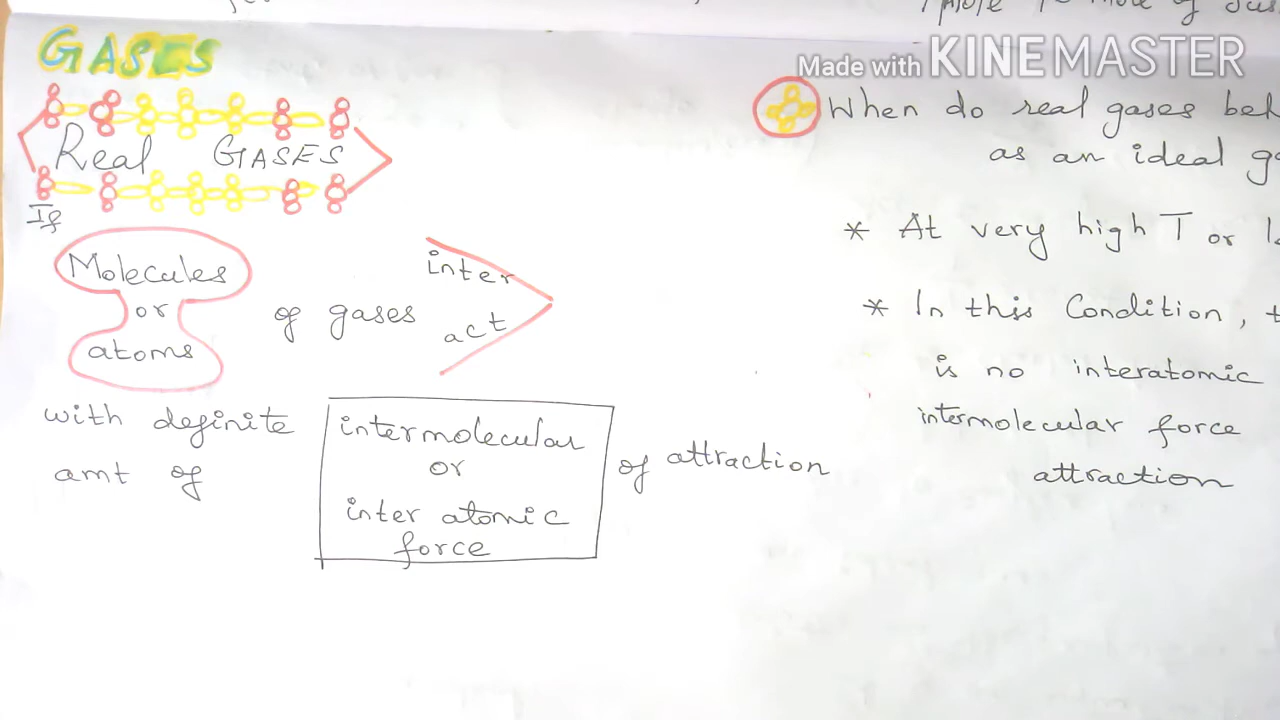 Made with KINEMASTER
GASES
Real GASES
If
Molecules
or
atoms
of gases
inter
act
with definite
amt of
intermolecular
or
inter atomic
force
of attraction
When do real gases
as an ideal
* At very high T or
* In this Condition,
is no interatomic
intermolecular force
attraction